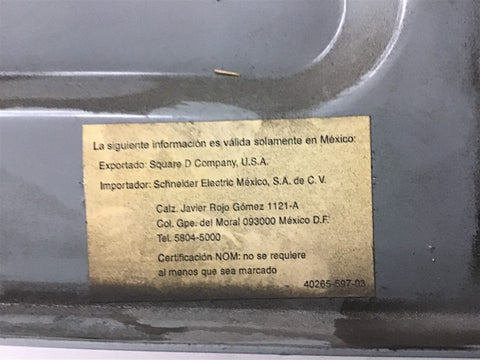 La siguiente información es válida solamente en México:
Exportado: Square D Company, U.S.A.
Importador: Schneider Electric México, S.A. de C.V.
Calz. Javier Rojo Gómez 1121-A
Col. Gpe. del Moral 093000 México D.F.
Tel. 5804-5000
Certificación NOM: no se requiere
al menos que sea marcado
40265-597-03